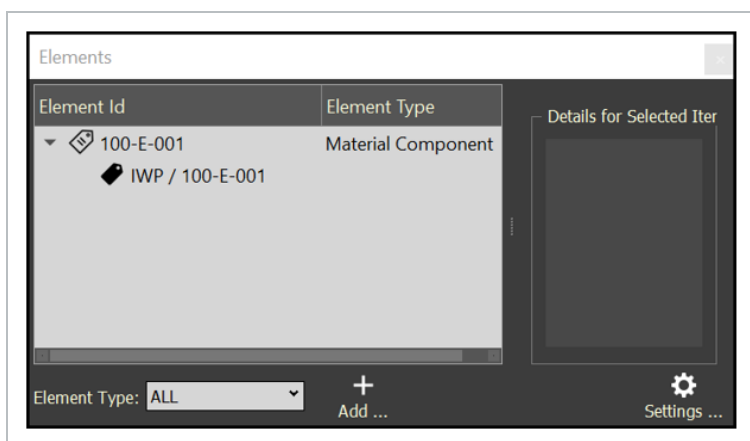 Elements
Element Id
Element Type
Details for Selected Iter
100-E-001
Material Component
IWP / 100-E-001
Element Type:
ALL
Add ...
Settings ...